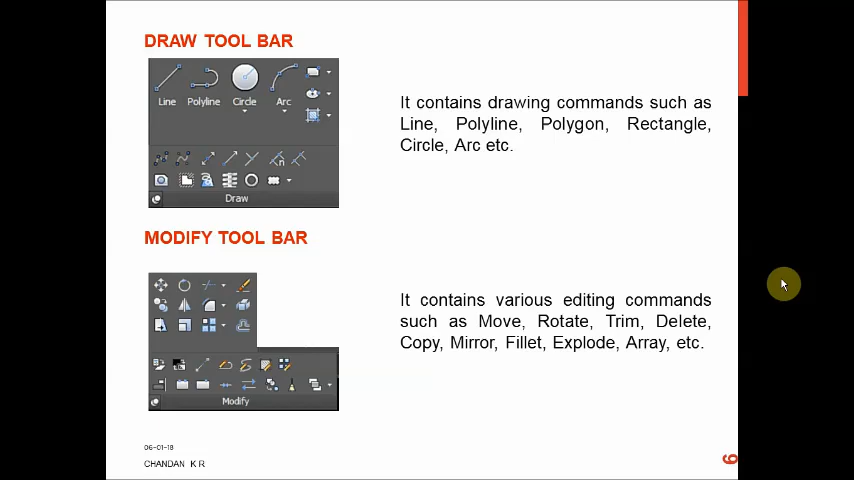 DRAW TOOL BAR
Line Polyline Circle Arc
Draw
It contains drawing commands such as
Line, Polyline, Polygon, Rectangle,
Circle, Arc etc.
MODIFY TOOL BAR
Modify
It contains various editing commands
such as Move, Rotate, Trim, Delete,
Copy, Mirror, Fillet, Explode, Array, etc.
06-01-18
CHANDAN K R
9